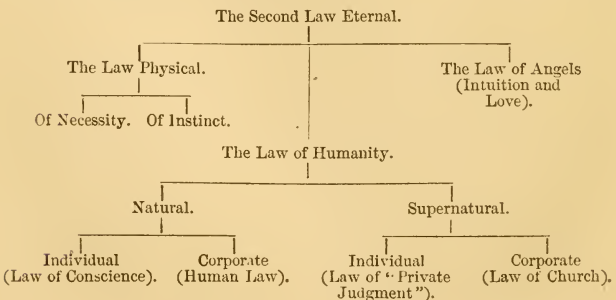 The Second Law Eternal.
The Law Physical.
The Law of Angels
(Intuition and
Love).
Of Necessity. Of Instinct.
The Law of Humanity.
Natural.
Supernatural.
Individual
(Law of Conscience).
Corporate
(Human Law).
Individual
(Law of “Private
Judgment”).
Corporate
(Law of Church).